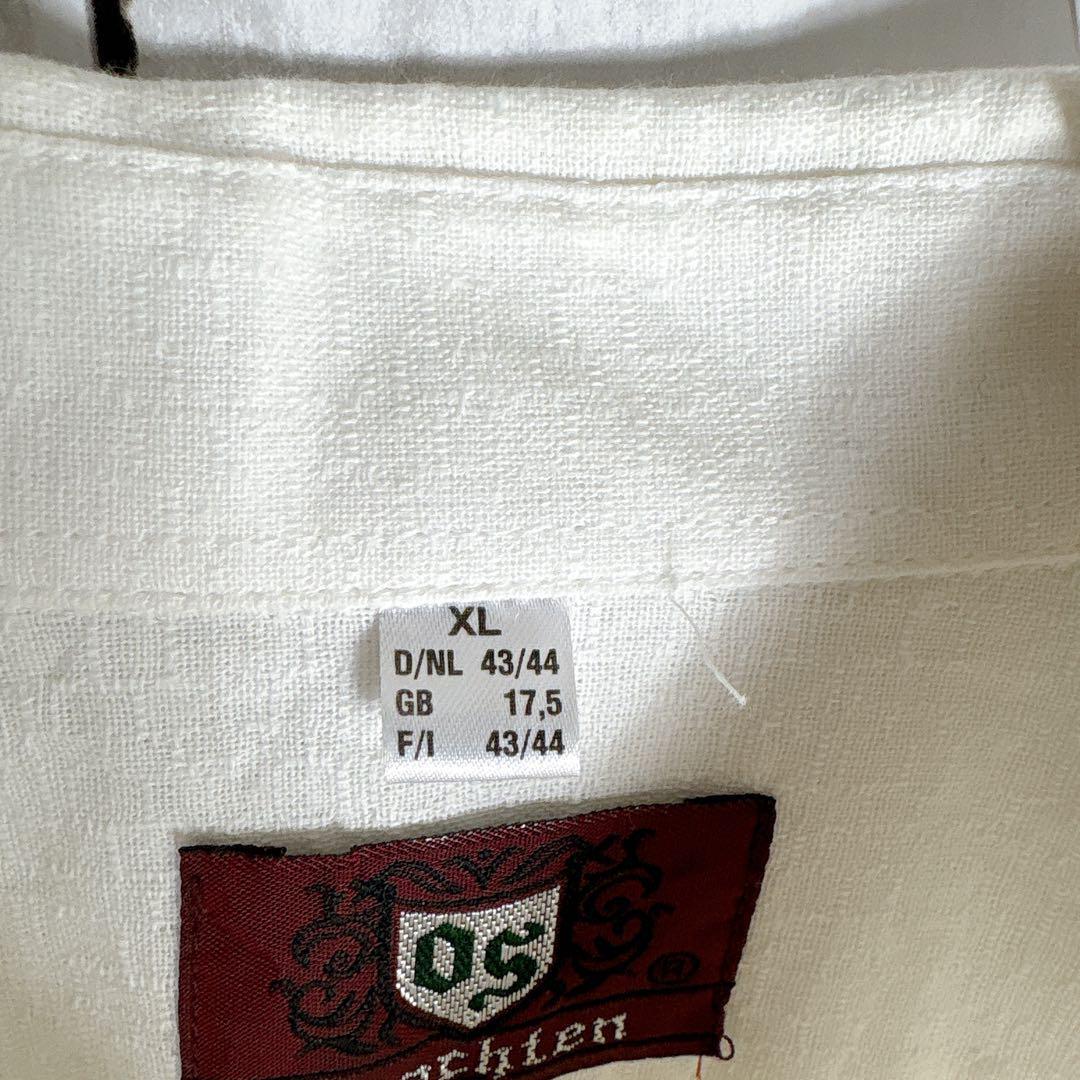 XL
D/NL 43/44
GB 17,5
F/I 43/44
OS
®